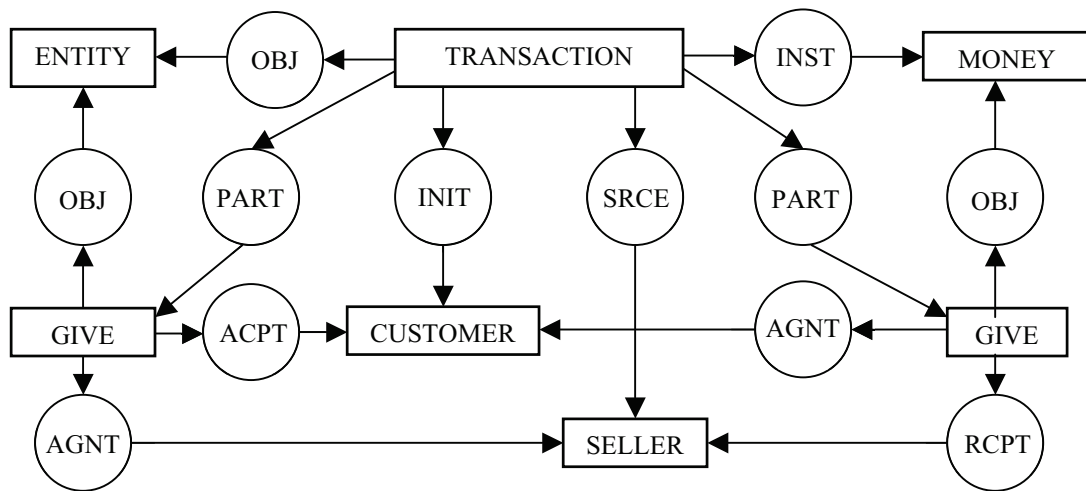 ENTITY
OBJ
TRANSACTION
INST
MONEY
OBJ
PART
INIT
SRCE
PART
OBJ
GIVE
ACPT
CUSTOMER
AGNT
GIVE
AGNT
SELLER
RCPT